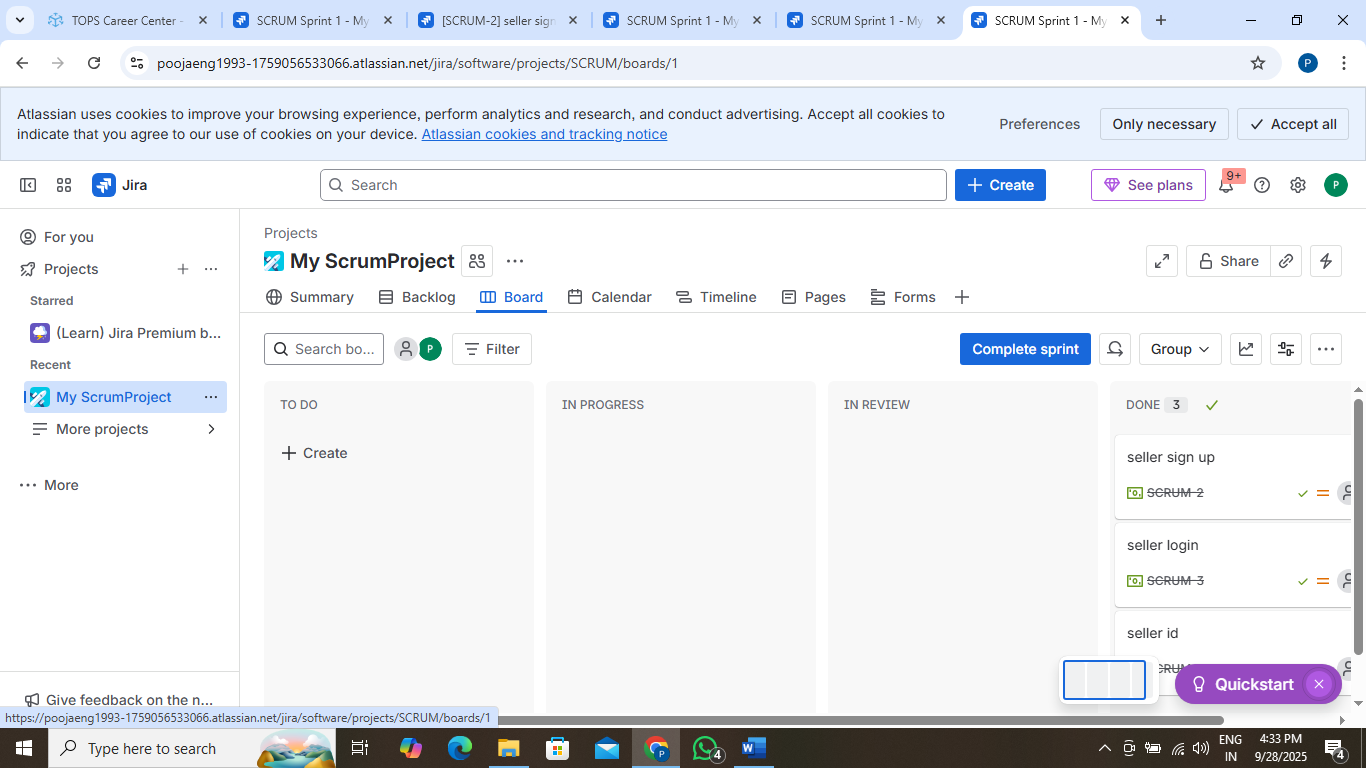 TOPS Career Center -
SCRUM Sprint 1 - My
[SCRUM-2] seller sign
SCRUM Sprint 1 - My
SCRUM Sprint 1 - My
SCRUM Sprint 1 - My
poojaeng1993-1759056533066.atlassian.net/jira/software/projects/SCRUM/boards/1
P
Atlassian uses cookies to improve your browsing experience, perform analytics and research, and conduct advertising. Accept all cookies to
indicate that you agree to our use of cookies on your device. Atlassian cookies and tracking notice
Preferences
Only necessary
Accept all
Jira
Search
Create
See plans
9+
P
For you
Projects
Starred
(Learn) Jira Premium b...
Recent
My ScrumProject
More projects
More
Give feedback on the n...
Projects
My ScrumProject
Share
Summary
Backlog
Board
Calendar
Timeline
Pages
Forms
Search bo...
P
Filter
Complete sprint
Group
TO DO
Create
IN PROGRESS
IN REVIEW
DONE 3
seller sign up
SCRUM-2
seller login
SCRUM-3
seller id
Quickstart
https://poojaeng1993-1759056533066.atlassian.net/jira/software/projects/SCRUM/boards/1
Type here to search
P
4
W
ENG
IN
4:33 PM
9/28/2025
4